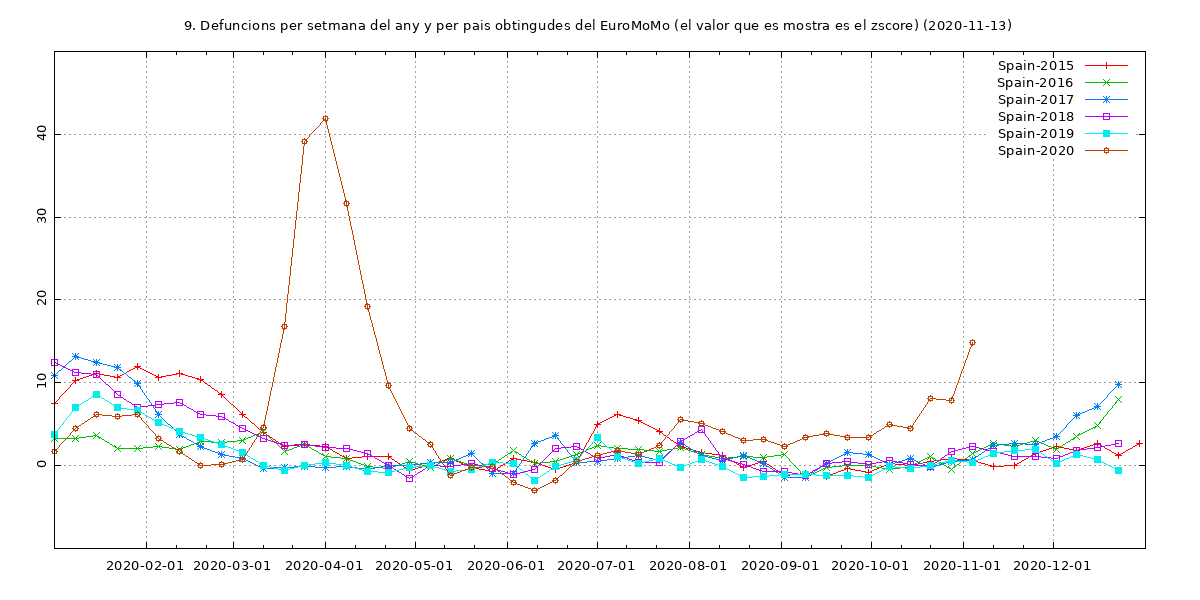 9. Defuncions per setmana del any y per pais obtingudes del EuroMoMo (el valor que es mostra es el zscore) (2020-11-13)
Spain-2015
Spain-2016
Spain-2017
Spain-2018
Spain-2019
Spain-2020
40
30
20
10
0
2020-02-01 2020-03-01 2020-04-01 2020-05-01 2020-06-01 2020-07-01 2020-08-01 2020-09-01 2020-10-01 2020-11-01 2020-12-01